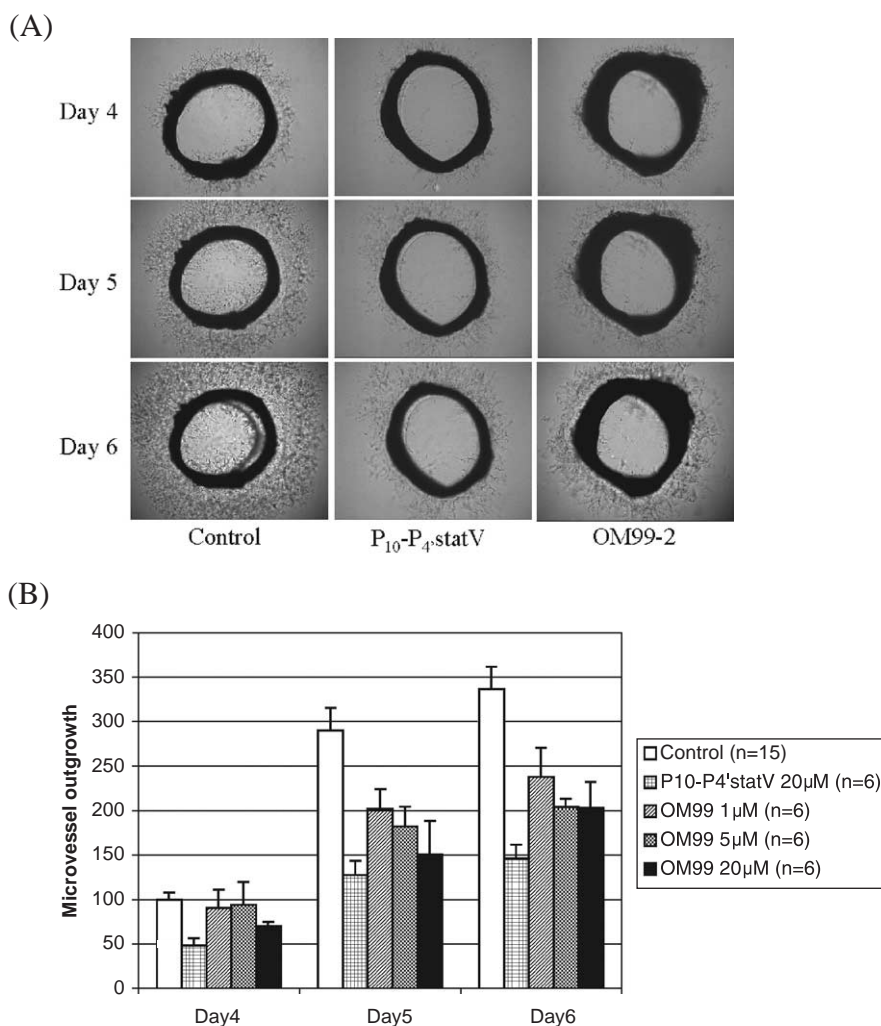 (A)
Day 4
Day 5
Day 6
Control P₁₀-P₄,statV OM99-2
(B)
Microvessel outgrowth
400
350
300
250
200
150
100
50
0
Day4 Day5 Day6
Control (n=15)
P10-P4'statV 20µM (n=6)
OM99 1µM (n=6)
OM99 5µM (n=6)
OM99 20µM (n=6)